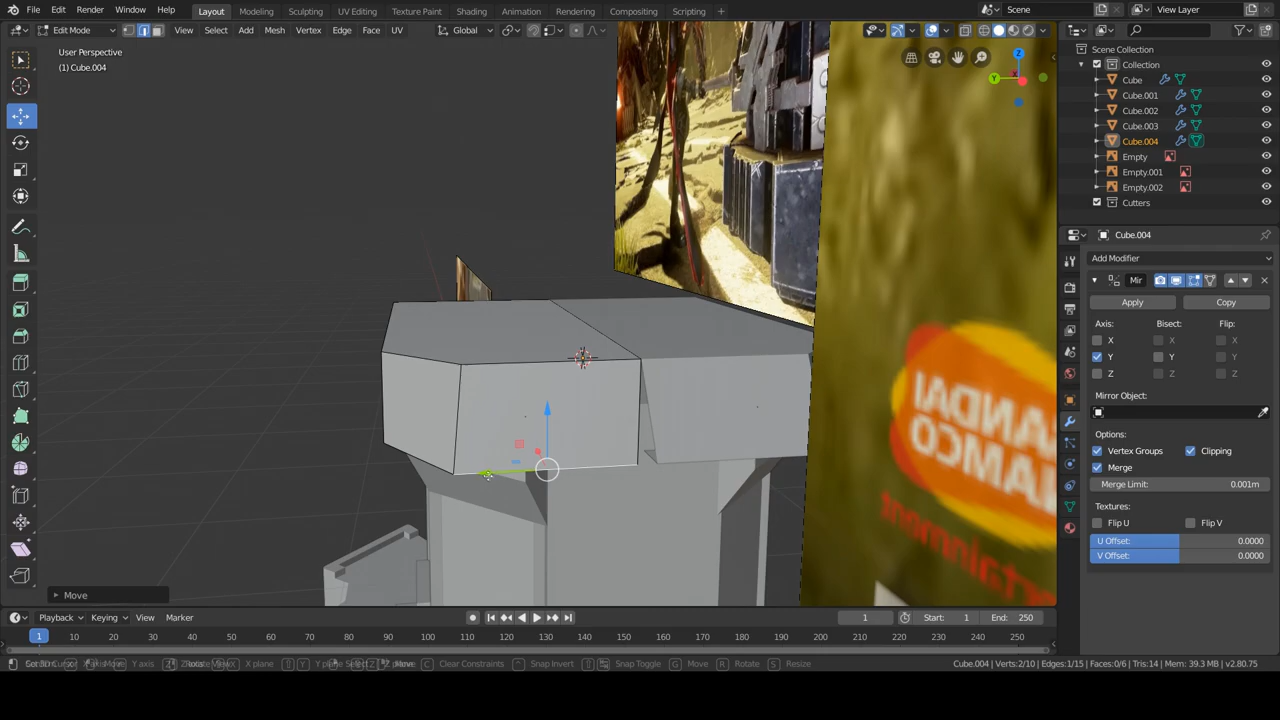 File Edit Render Window Help Layout Modeling Sculpting UV Editing Texture Paint Shading Animation Rendering Compositing Scripting + Scene View Layer
Edit Mode View Select Add Mesh Vertex Edge Face UV Global
User Perspective
(1) Cube.004
Z
Y
X
Scene Collection
Collection
Cube
Cube.001
Cube.002
Cube.003
Cube.004
Empty
Empty.001
Empty.002
Cutters
Cube.004
Add Modifier
Mir
Apply Copy
Axis: Bisect: Flip:
X X X
Y Y Y
Z Z Z
Mirror Object:
Options:
Vertex Groups Clipping
Merge
Merge Limit: 0.001m
Textures:
Flip U Flip V
U Offset: 0.0000
V Offset: 0.0000
BANDAI
NAMCO
Entertainment
Move
Playback Keying View Marker 1 Start: 1 End: 250
1 10 20 30 40 50 60 70 80 90 100 110 120 130 140 150 160 170 180 190 200 210 220 230 240 250
Clear Constraints Snap Invert Snap Toggle G Move R Rotate S Resize
Cube.004 | Verts:2/10 | Edges:1/15 | Faces:0/6 | Tris:14 | Mem: 39.3 MB | v2.80.75